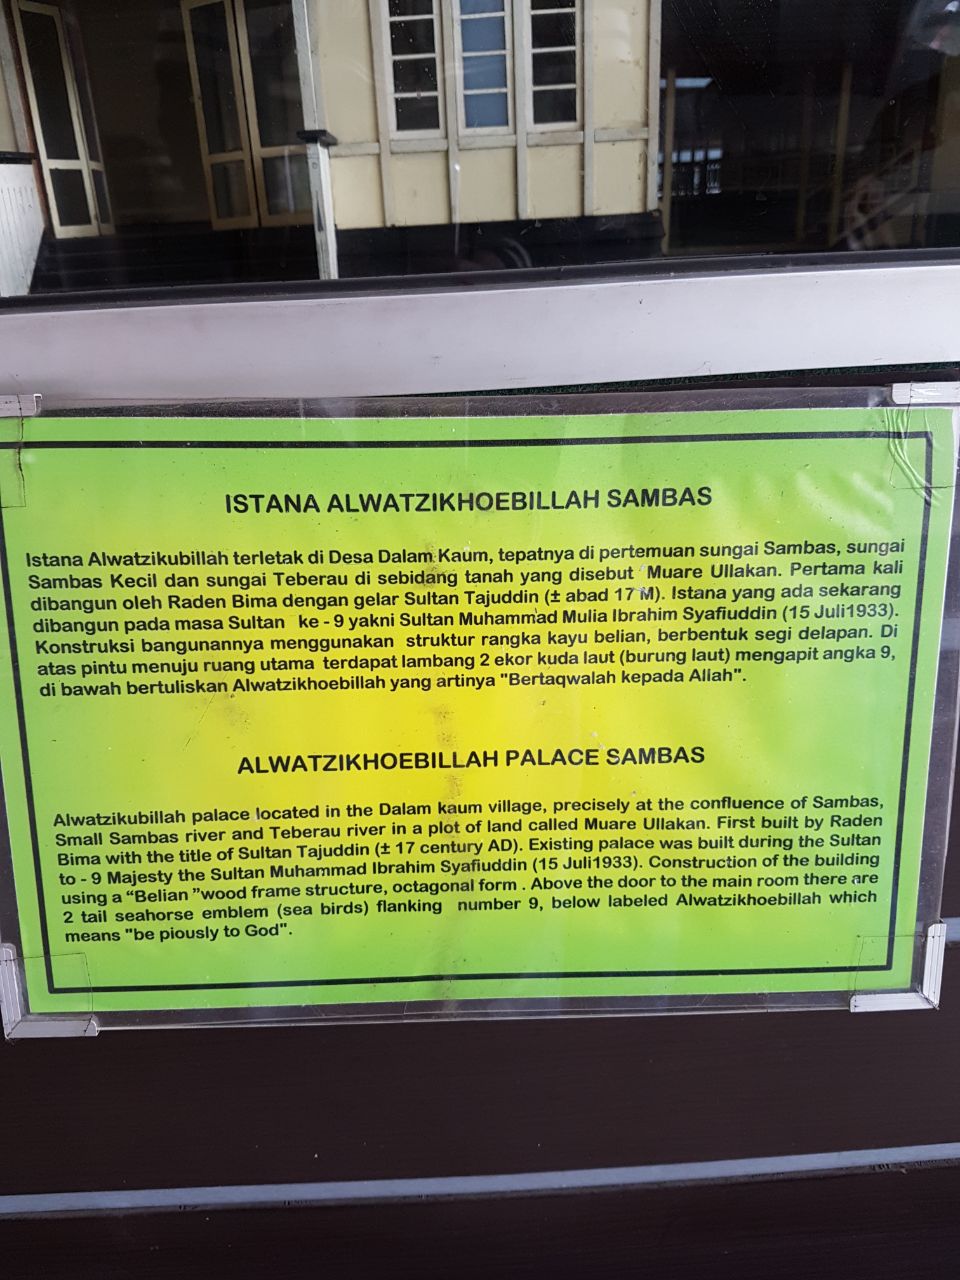 ISTANA ALWATZIKHOEBILLAH SAMBAS
Istana Alwatzikubillah terletak di Desa Dalam Kaum, tepatnya di pertemuan sungai Sambas, sungai
Sambas Kecil dan sungai Teberau di sebidang tanah yang disebut Muare Ullakan. Pertama kali
dibangun oleh Raden Bima dengan gelar Sultan Tajuddin (± abad 17 M). Istana yang ada sekarang
dibangun pada masa Sultan ke - 9 yakni Sultan Muhammad Mulia Ibrahim Syafiuddin (15 Juli1933).
Konstruksi bangunannya menggunakan struktur rangka kayu belian, berbentuk segi delapan. Di
atas pintu menuju ruang utama terdapat lambang 2 ekor kuda laut (burung laut) mengapit angka 9,
di bawah bertuliskan Alwatzikhoebillah yang artinya "Bertaqwalah kepada Allah".
ALWATZIKHOEBILLAH PALACE SAMBAS
Alwatzikubillah palace located in the Dalam kaum village, precisely at the confluence of Sambas,
Small Sambas river and Teberau river in a plot of land called Muare Ullakan. First built by Raden
Bima with the title of Sultan Tajuddin (± 17 century AD). Existing palace was built during the Sultan
to - 9 Majesty the Sultan Muhammad Ibrahim Syafiuddin (15 Juli1933). Construction of the building
using a “Belian ”wood frame structure, octagonal form . Above the door to the main room there are
2 tail seahorse emblem (sea birds) flanking number 9, below labeled Alwatzikhoebillah which
means "be piously to God".